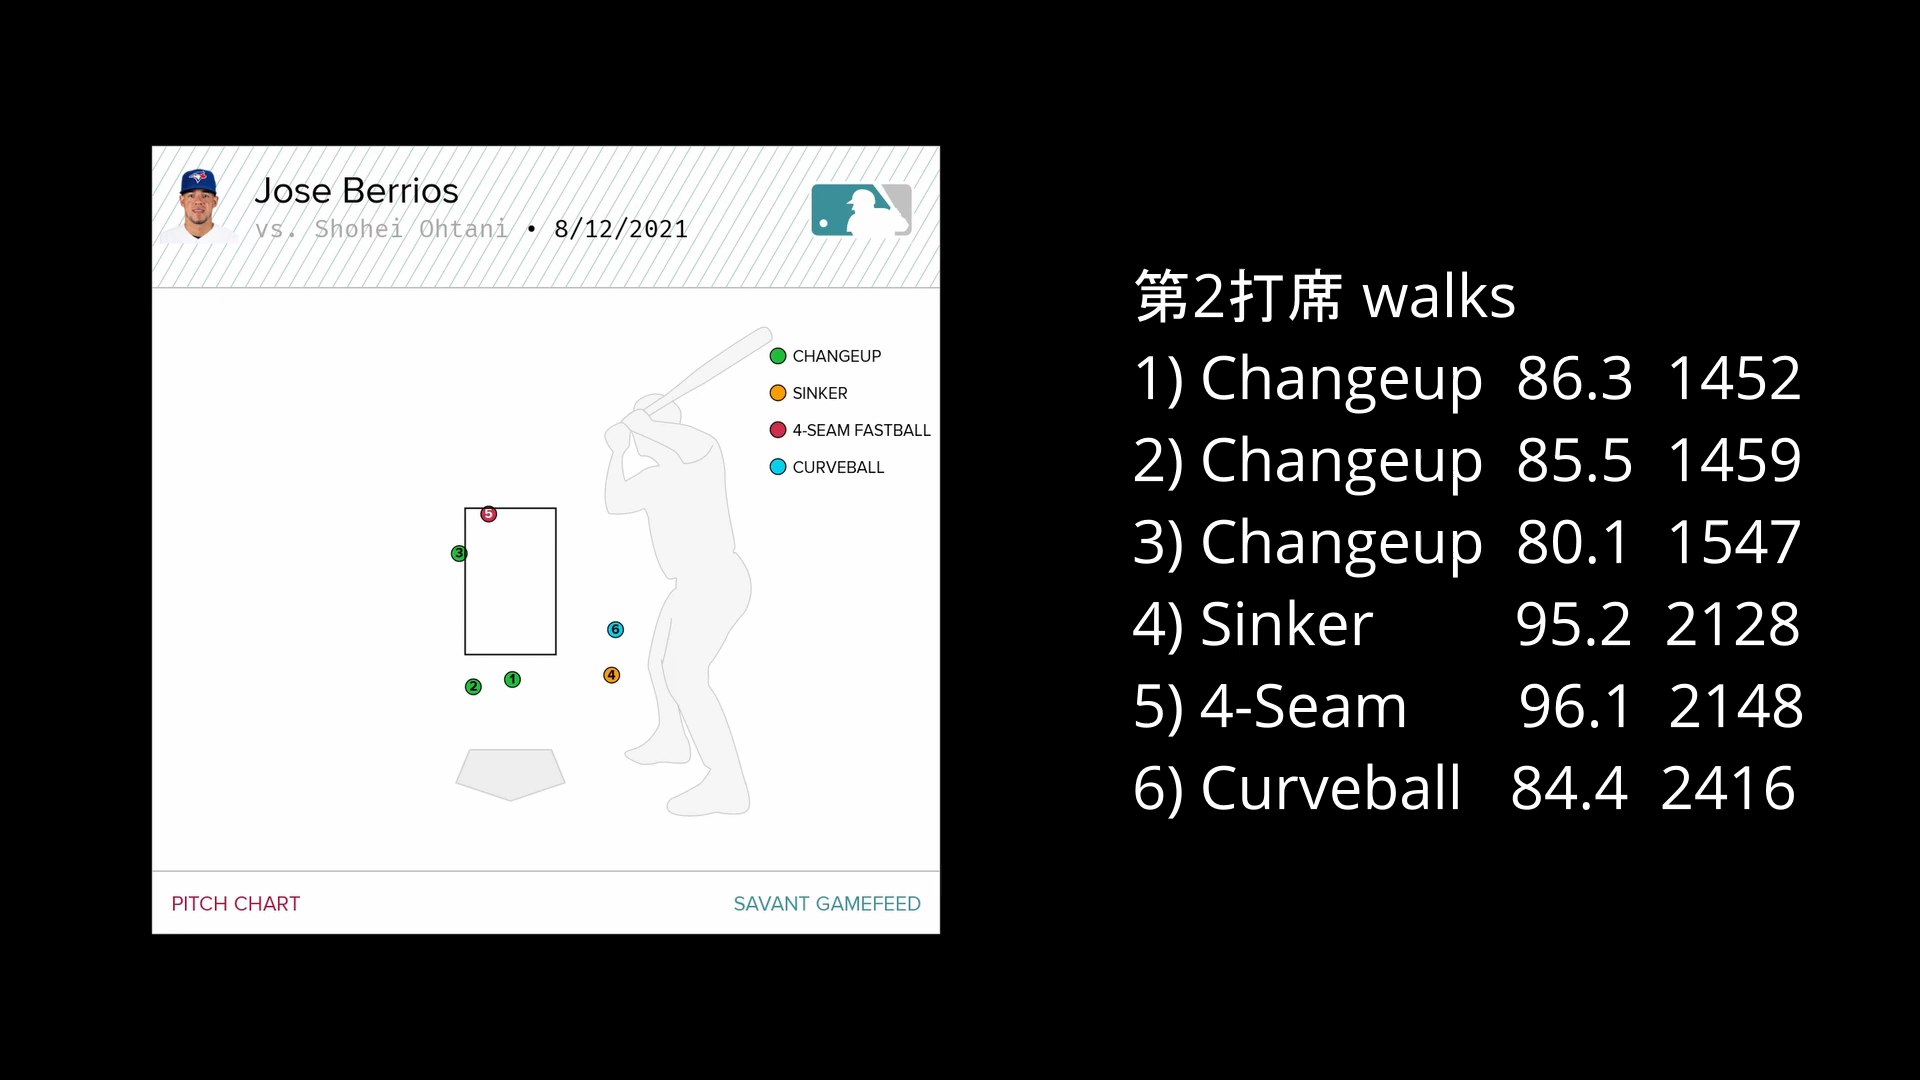 Jose Berrios
vs. Shohei Ohtani • 8/12/2021
CHANGEUP
SINKER
4-SEAM FASTBALL
CURVEBALL
5
3
6
4
2
1
PITCH CHART
SAVANT GAMEFEED
第2打席 walks
1) Changeup 86.3 1452
2) Changeup 85.5 1459
3) Changeup 80.1 1547
4) Sinker 95.2 2128
5) 4-Seam 96.1 2148
6) Curveball 84.4 2416